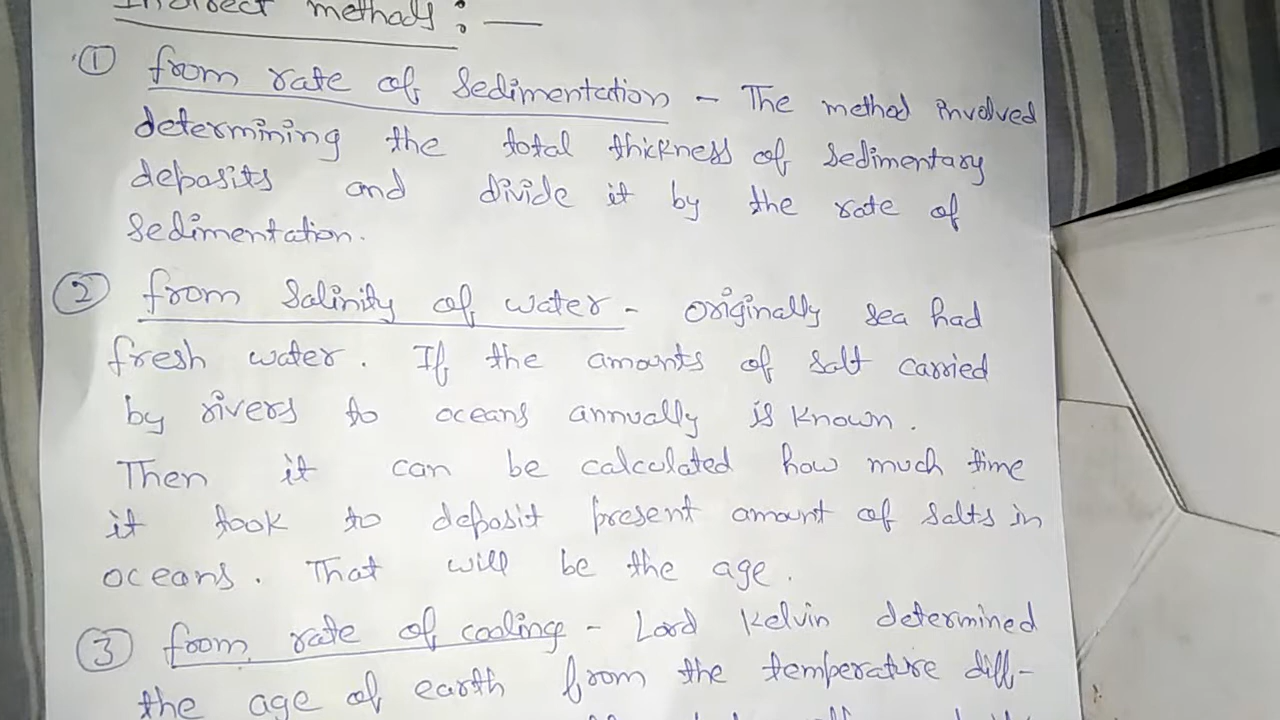 Indirect methods : —
① from rate of Sedimentation - The method involved
determining the total thickness of Sedimentary
deposits and divide it by the rate of
Sedimentation.
② from Salinity of water - Originally sea had
fresh water. If the amounts of Salt carried
by rivers to oceans annually is known.
Then it can be calculated how much time
it took to deposit present amount of Salts in
oceans. That will be the age.
③ from rate of cooling - Lord Kelvin determined
the age of earth from the temperature diff-